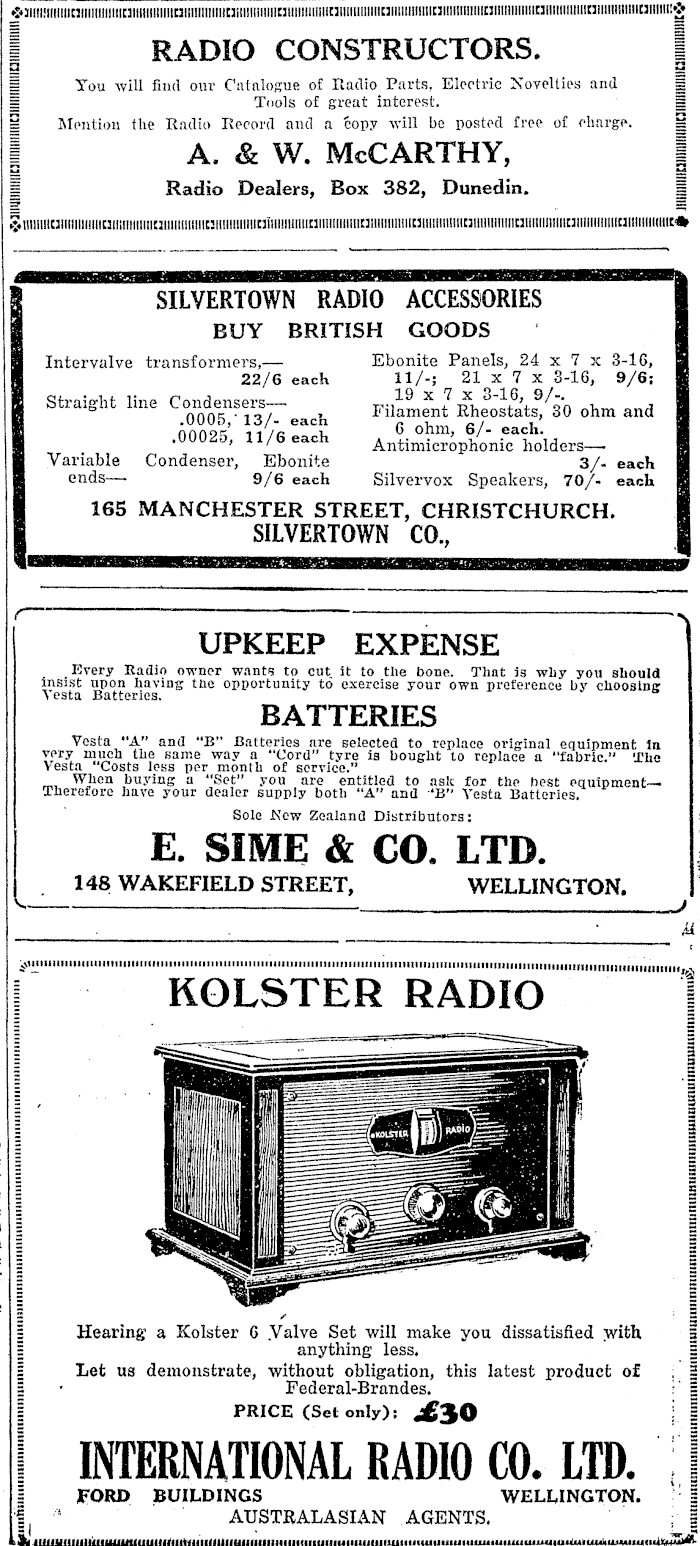 RADIO CONSTRUCTORS.
You will find our Catalogue of Radio Parts, Electric Novelties and
Tools of great interest.
Mention the Radio Record and a copy will be posted free of charge.
A. & W. McCARTHY,
Radio Dealers, Box 382, Dunedin.
SILVERTOWN RADIO ACCESSORIES
BUY BRITISH GOODS
Intervalve transformers,—
22/6 each
Straight line Condensers—
.0005, 13/- each
.00025, 11/6 each
Variable Condenser, Ebonite
ends— 9/6 each
Ebonite Panels, 24 x 7 x 3-16,
11/-; 21 x 7 x 3-16, 9/6;
19 x 7 x 3-16, 9/-.
Filament Rheostats, 30 ohm and
6 ohm, 6/- each.
Antimicrophonic holders—
3/- each
Silvervox Speakers, 70/- each
165 MANCHESTER STREET, CHRISTCHURCH.
SILVERTOWN CO.,
UPKEEP EXPENSE
Every Radio owner wants to cut it to the bone. That is why you should
insist upon having the opportunity to exercise your own preference by choosing
Vesta Batteries.
BATTERIES
Vesta "A" and "B" Batteries are selected to replace original equipment in
very much the same way a "Cord" tyre is bought to replace a "fabric." The
Vesta "Costs less per month of service."
When buying a "Set" you are entitled to ask for the best equipment—
Therefore have your dealer supply both "A" and "B" Vesta Batteries.
Sole New Zealand Distributors:
E. SIME & CO. LTD.
148 WAKEFIELD STREET, WELLINGTON.
KOLSTER RADIO
KOLSTER RADIO
Hearing a Kolster 6 Valve Set will make you dissatisfied with
anything less.
Let us demonstrate, without obligation, this latest product of
Federal-Brandes.
PRICE (Set only): £30
INTERNATIONAL RADIO CO. LTD.
FORD BUILDINGS WELLINGTON.
AUSTRALASIAN AGENTS.